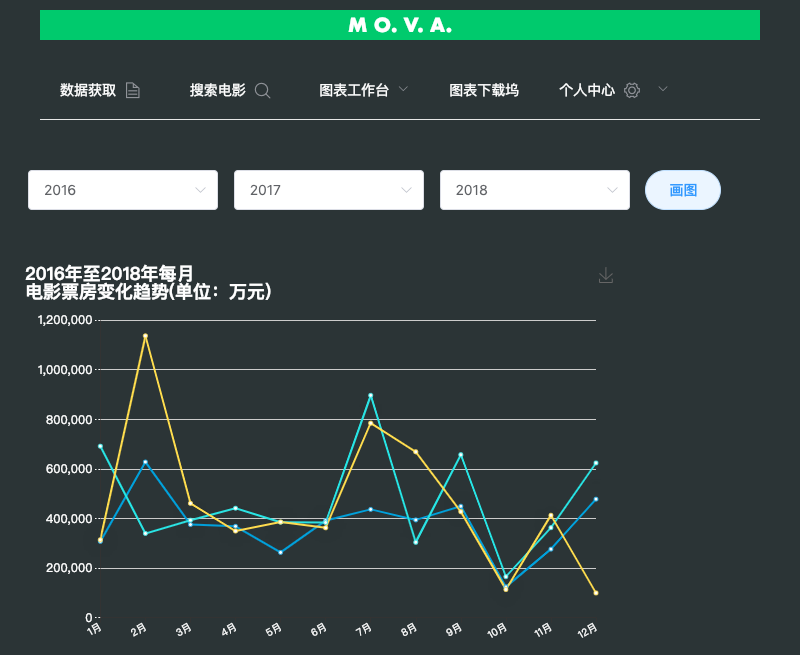 M O. V. A.
数据获取 搜索电影 图表工作台 图表下载坞 个人中心
2016 2017 2018 画图
2016年至2018年每月
电影票房变化趋势(单位：万元)
1,200,000
1,000,000
800,000
600,000
400,000
200,000
0
1月 2月 3月 4月 5月 6月 7月 8月 9月 10月 11月 12月